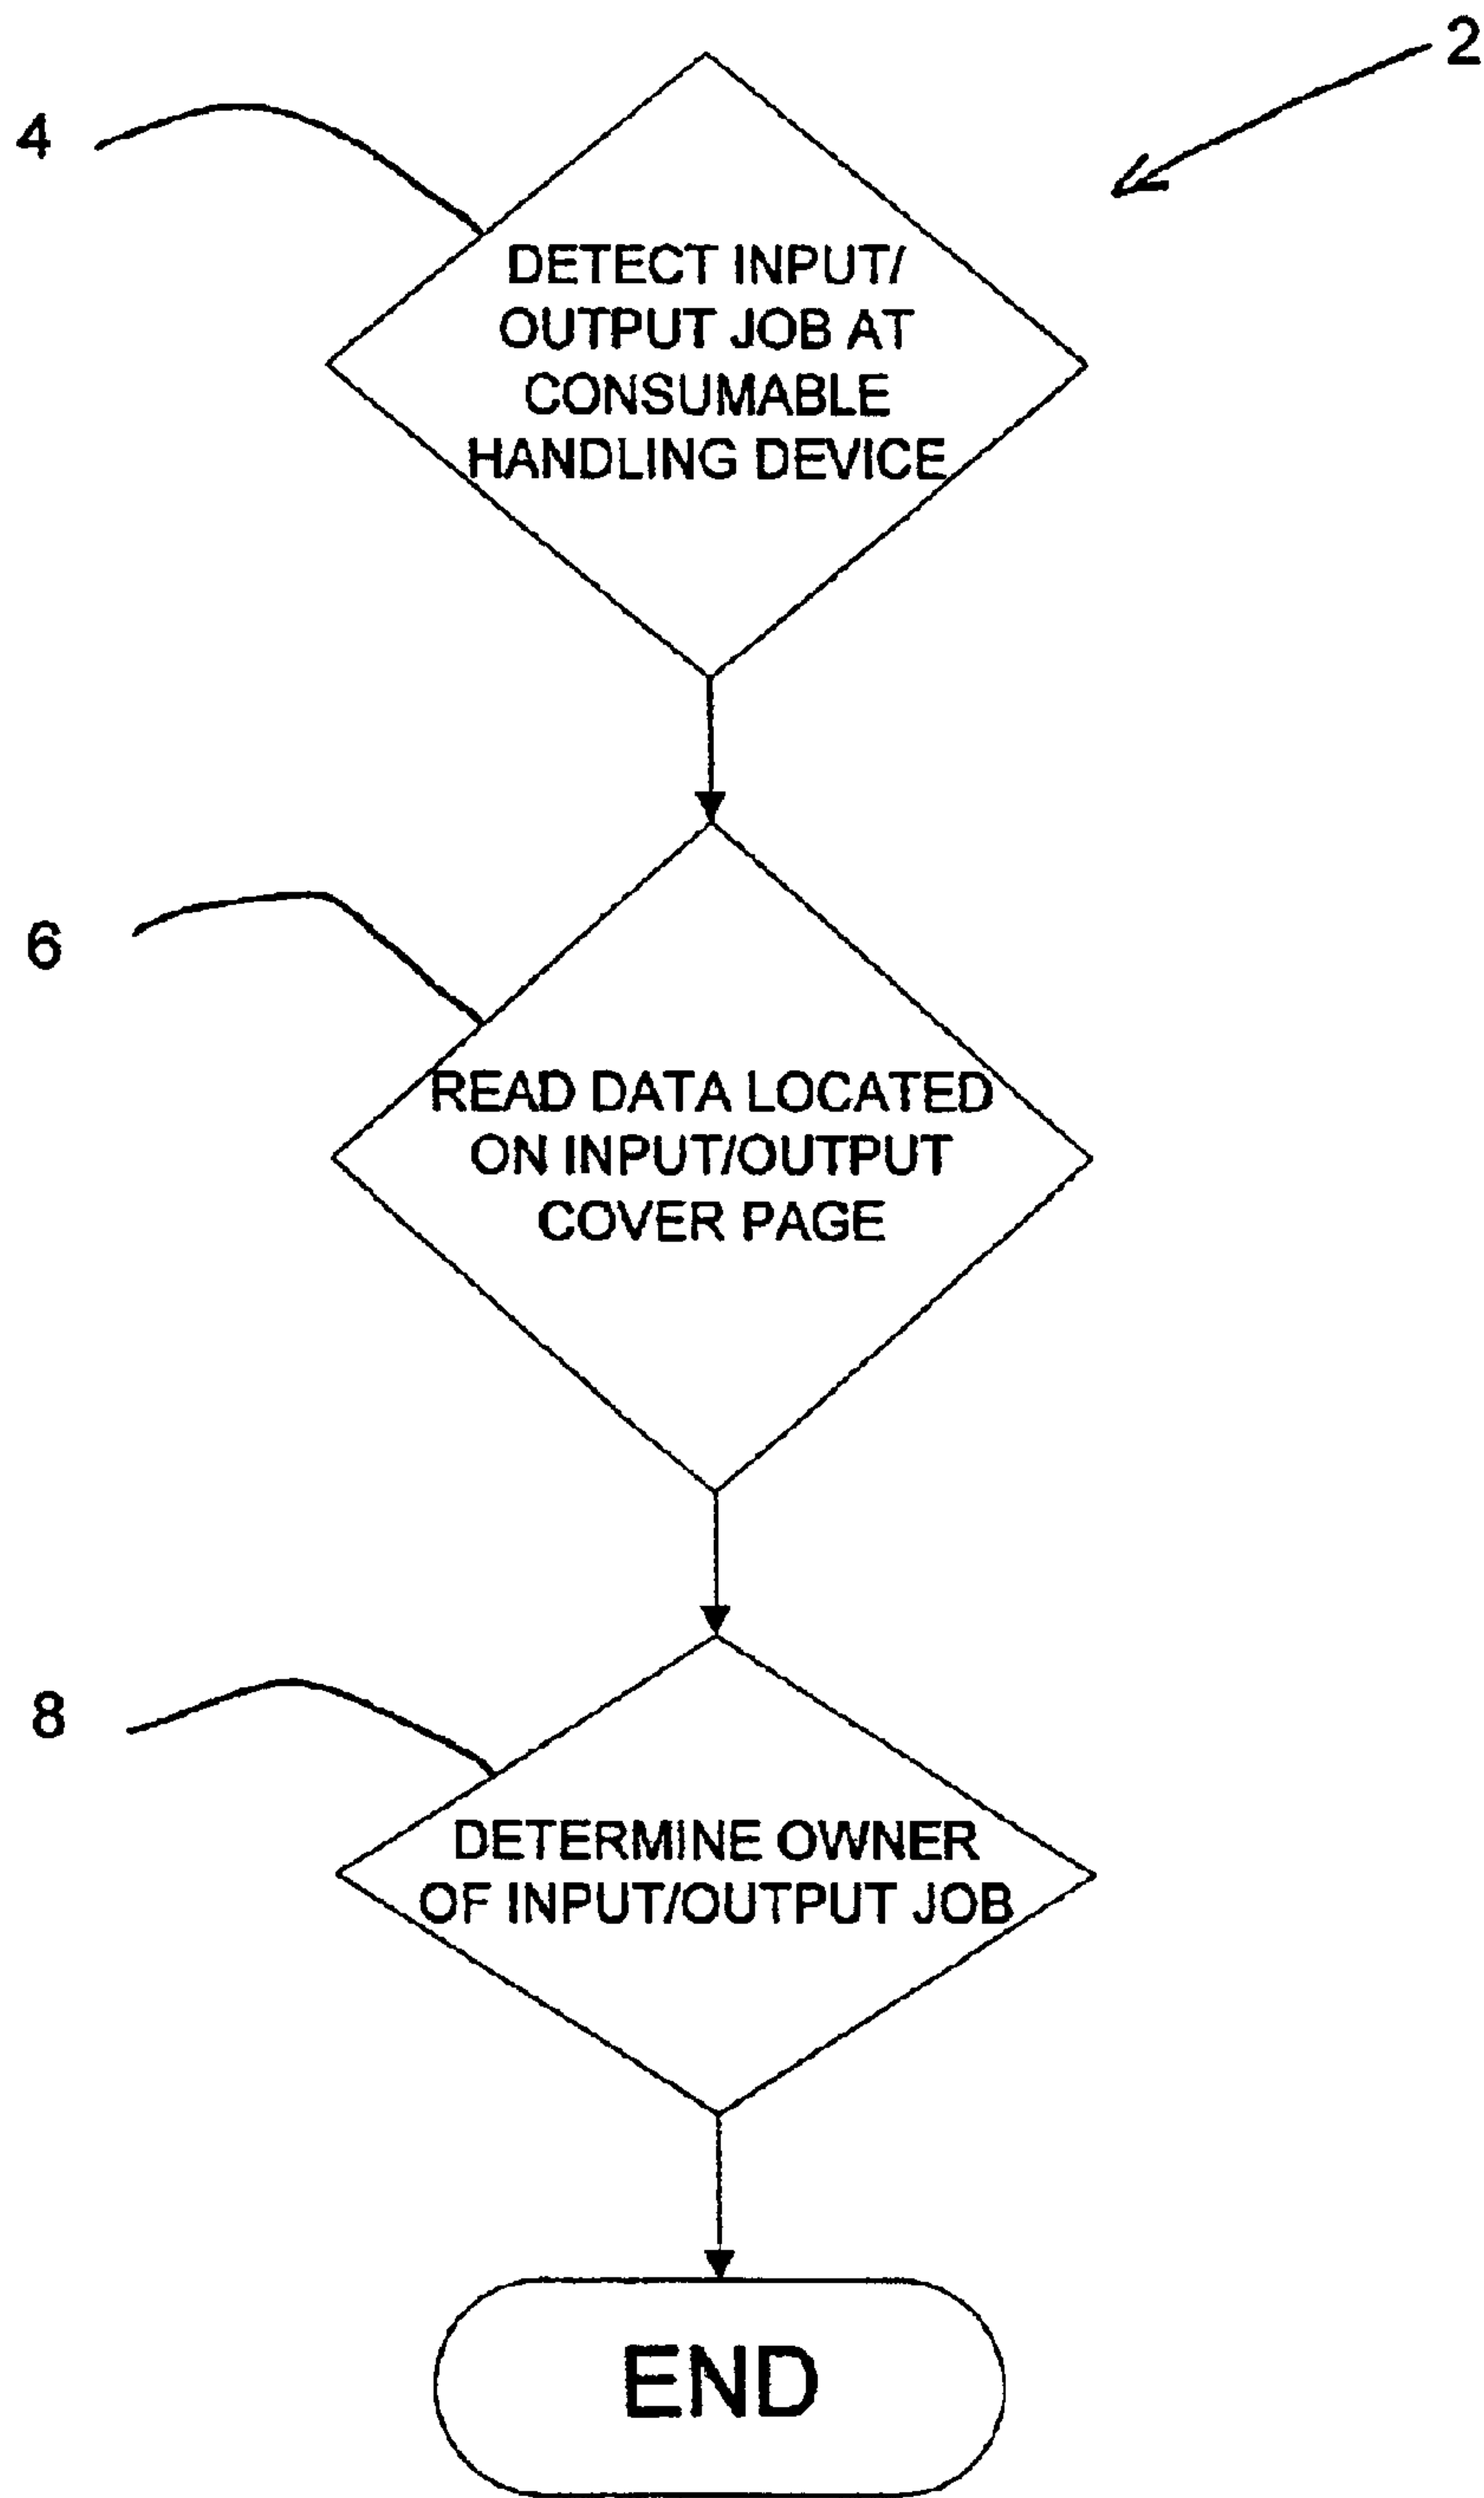 2
4
DETECT INPUT/
OUTPUT JOB AT
CONSUMABLE
HANDLING DEVICE
6
READ DATA LOCATED
ON INPUT/OUTPUT
COVER PAGE
8
DETERMINE OWNER
OF INPUT/OUTPUT JOB
END